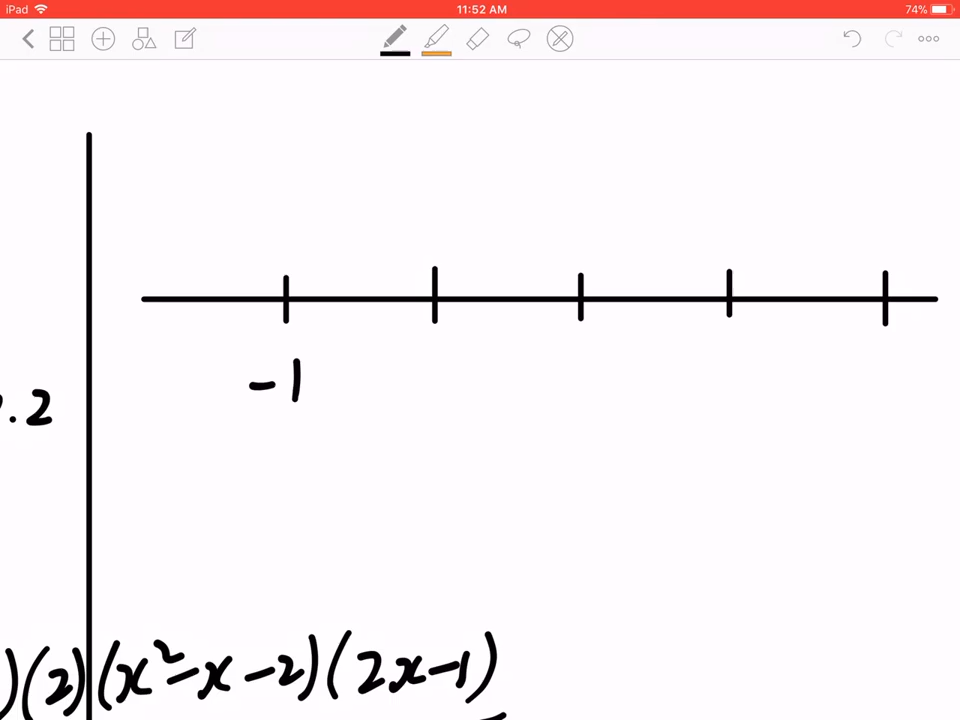 iPad 11:52 AM 74%
-1
. 2
)(2)(x²-x-2)(2x-1)